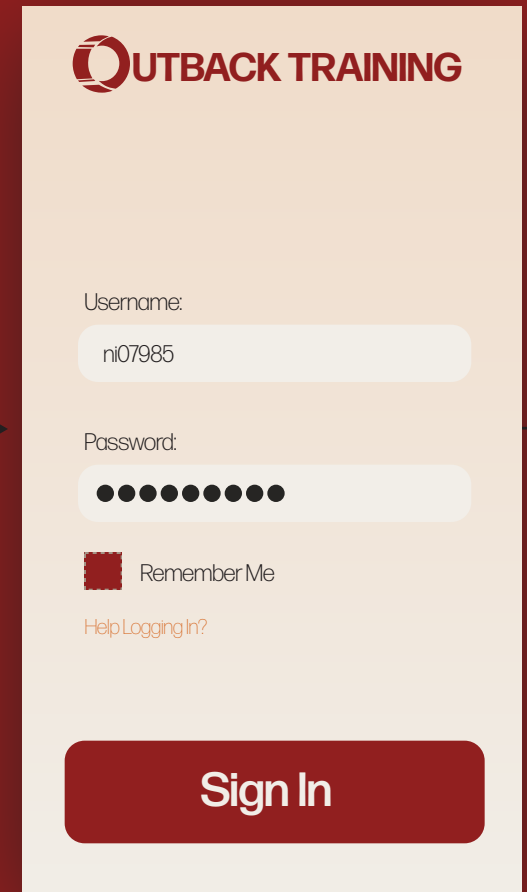 OUTBACK TRAINING
Username:
ni07985
Password:
●●●●●●●●●
Remember Me
Help Logging In?
Sign In